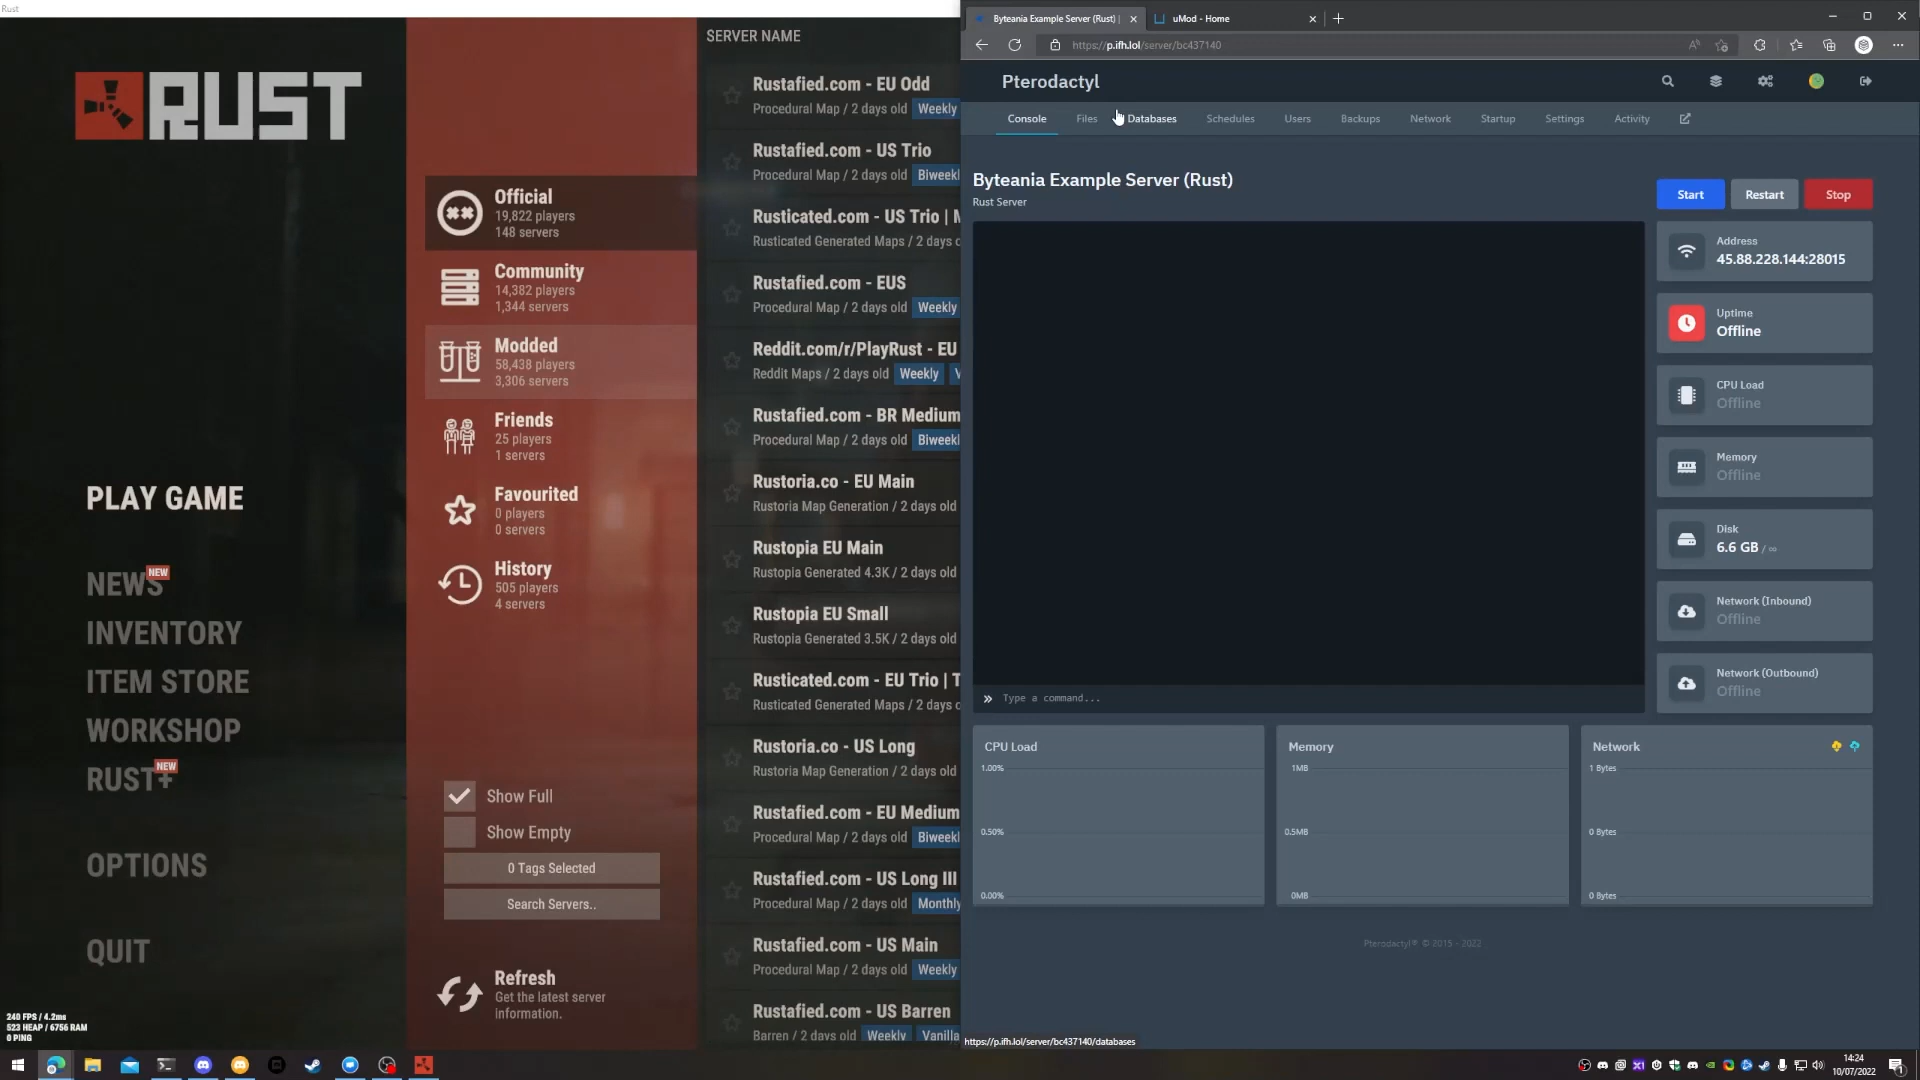 Rust
RUST
PLAY GAME
NEWS
NEW
INVENTORY
ITEM STORE
WORKSHOP
RUST+
NEW
OPTIONS
QUIT
240 FPS / 4.2ms
523 HEAP / 6756 RAM
0 PING
Official
19,822 players
148 servers
Community
14,382 players
1,344 servers
Modded
58,438 players
3,306 servers
Friends
25 players
1 servers
Favourited
0 players
0 servers
History
505 players
4 servers
Show Full
Show Empty
0 Tags Selected
Search Servers..
Refresh
Get the latest server
information.
SERVER NAME
Rustafied.com - EU Odd
Procedural Map / 2 days old Weekly
Rustafied.com - US Trio
Procedural Map / 2 days old Biweekl
Rusticated.com - US Trio | M
Rusticated Generated Maps / 2 days o
Rustafied.com - EUS
Procedural Map / 2 days old Weekly
Reddit.com/r/PlayRust - EU
Reddit Maps / 2 days old Weekly V
Rustafied.com - BR Medium
Procedural Map / 2 days old Biweekl
Rustoria.co - EU Main
Rustoria Map Generation / 2 days old
Rustopia EU Main
Rustopia Generated 4.3K / 2 days old
Rustopia EU Small
Rustopia Generated 3.5K / 2 days old
Rusticated.com - EU Trio | T
Rusticated Generated Maps / 2 days o
Rustoria.co - US Long
Rustoria Map Generation / 2 days old
Rustafied.com - EU Medium
Procedural Map / 2 days old Biweekl
Rustafied.com - US Long III
Procedural Map / 2 days old Monthly
Rustafied.com - US Main
Procedural Map / 2 days old Weekly
Rustafied.com - US Barren
Barren / 2 days old Weekly Vanilla
Byteania Example Server (Rust) |
uMod - Home
https://p.ifh.lol/server/bc437140
Pterodactyl
Console Files Databases Schedules Users Backups Network Startup Settings Activity
Byteania Example Server (Rust)
Rust Server
Start Restart Stop
Address
45.88.228.144:28015
Uptime
Offline
CPU Load
Offline
Memory
Offline
Disk
6.6 GB / ∞
Network (Inbound)
Offline
Network (Outbound)
Offline
» Type a command...
CPU Load
1.00%
0.50%
0.00%
Memory
1MB
0.5MB
0MB
Network
1 Bytes
0 Bytes
0 Bytes
Pterodactyl® © 2015 - 2022
https://p.ifh.lol/server/bc437140/databases
14:24
10/07/2022